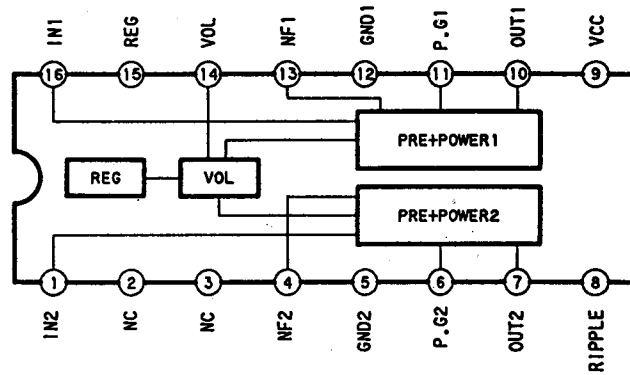 IN1 REG VOL NF1 GND1 P.G1 OUT1 VCC
16 15 14 13 12 11 10 9
PRE+POWER1
REG VOL
PRE+POWER2
1 2 3 4 5 6 7 8
IN2 NC NC NF2 GND2 P.G2 OUT2 RIPPLE